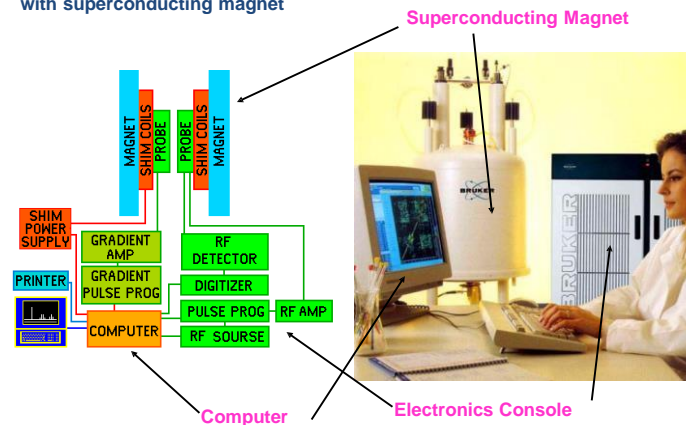 with superconducting magnet
Superconducting Magnet
MAGNET
SHIM COILS
PROBE
PROBE
SHIM COILS
MAGNET
SHIM
POWER
SUPPLY
GRADIENT
AMP
RF
DETECTOR
PRINTER
GRADIENT
PULSE PROG
DIGITIZER
COMPUTER
PULSE PROG
RF AMP
RF SOURSE
BRUKER
BRUKER
Computer
Electronics Console